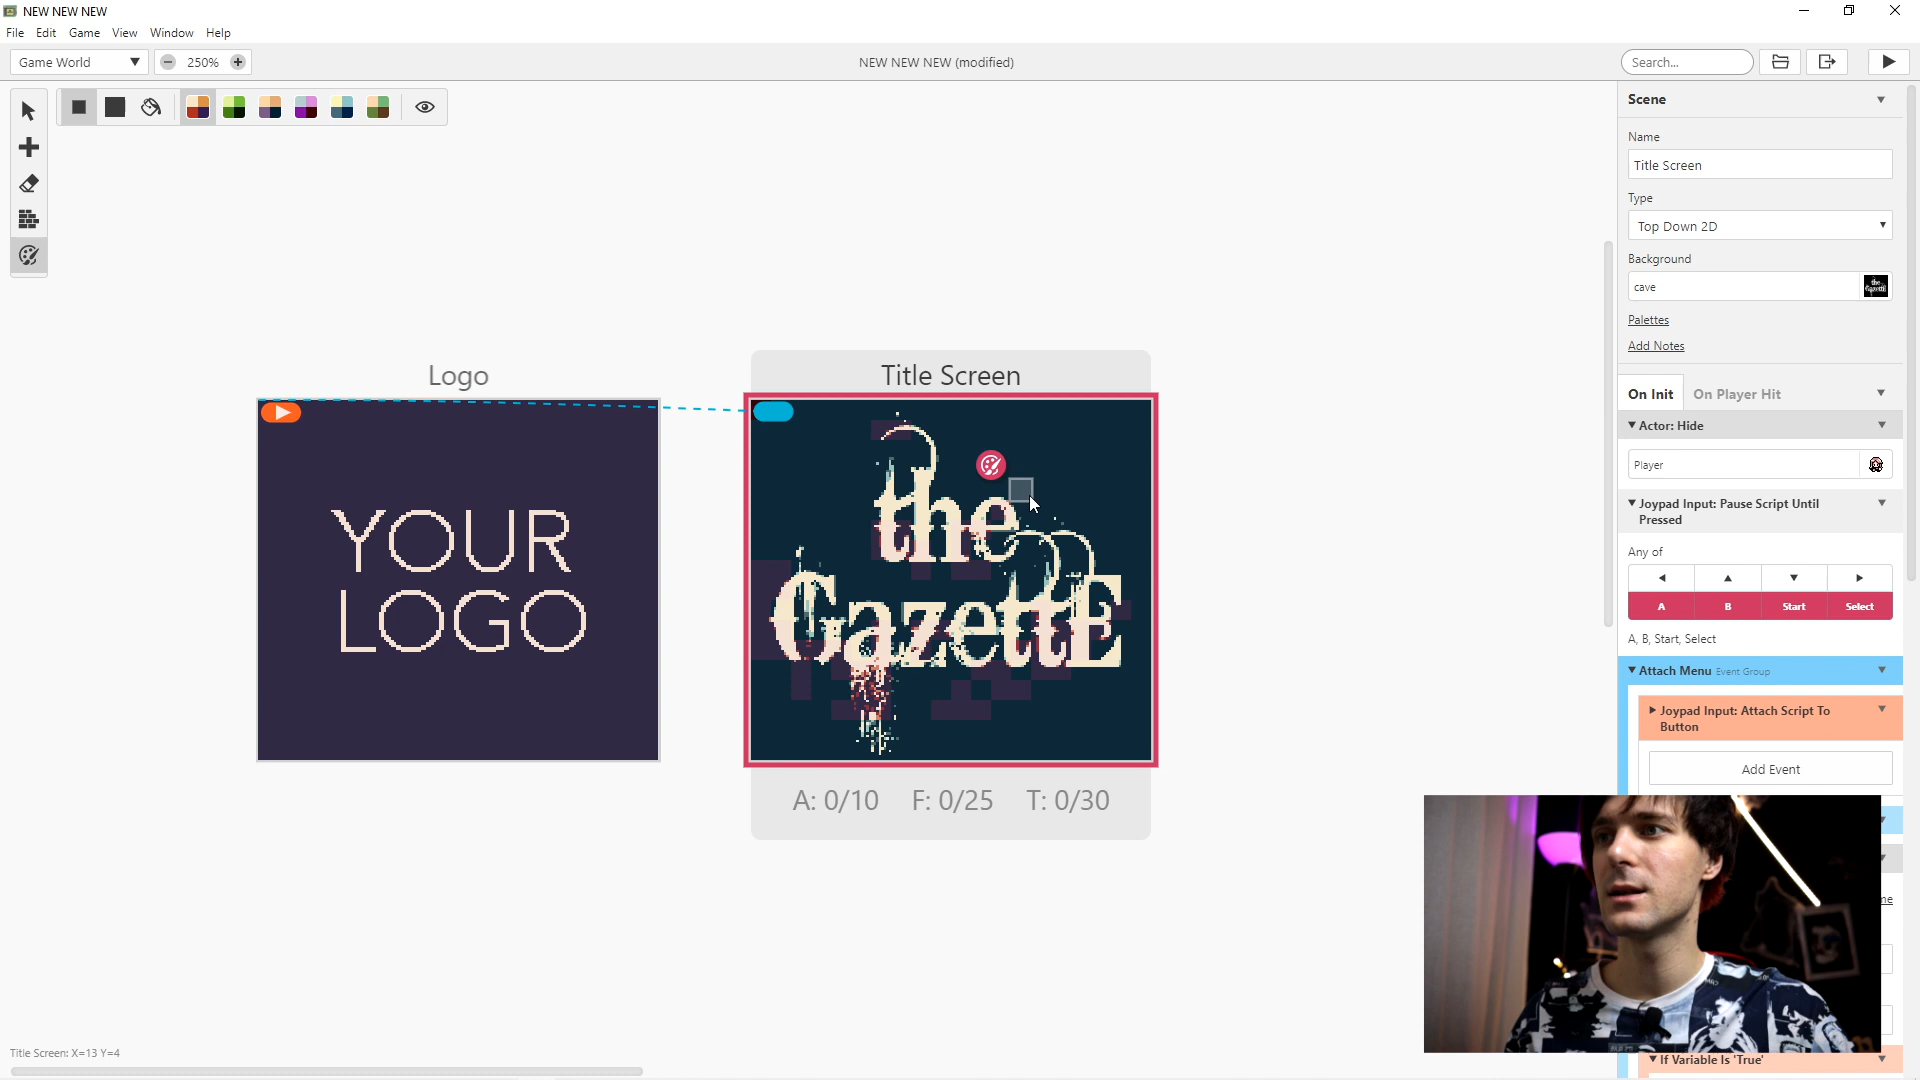 NEW NEW NEW
File Edit Game View Window Help
Game World
250%
NEW NEW NEW (modified)
Search...
Scene
Name
Title Screen
Type
Top Down 2D
Background
cave
Palettes
Add Notes
Logo
YOUR
LOGO
Title Screen
the
GazettE
A: 0/10 F: 0/25 T: 0/30
On Init On Player Hit
Actor: Hide
Player
Joypad Input: Pause Script Until
Pressed
Any of
A B Start Select
A, B, Start, Select
Attach Menu Event Group
Joypad Input: Attach Script To
Button
Add Event
If Variable Is 'True'
Title Screen: X=13 Y=4